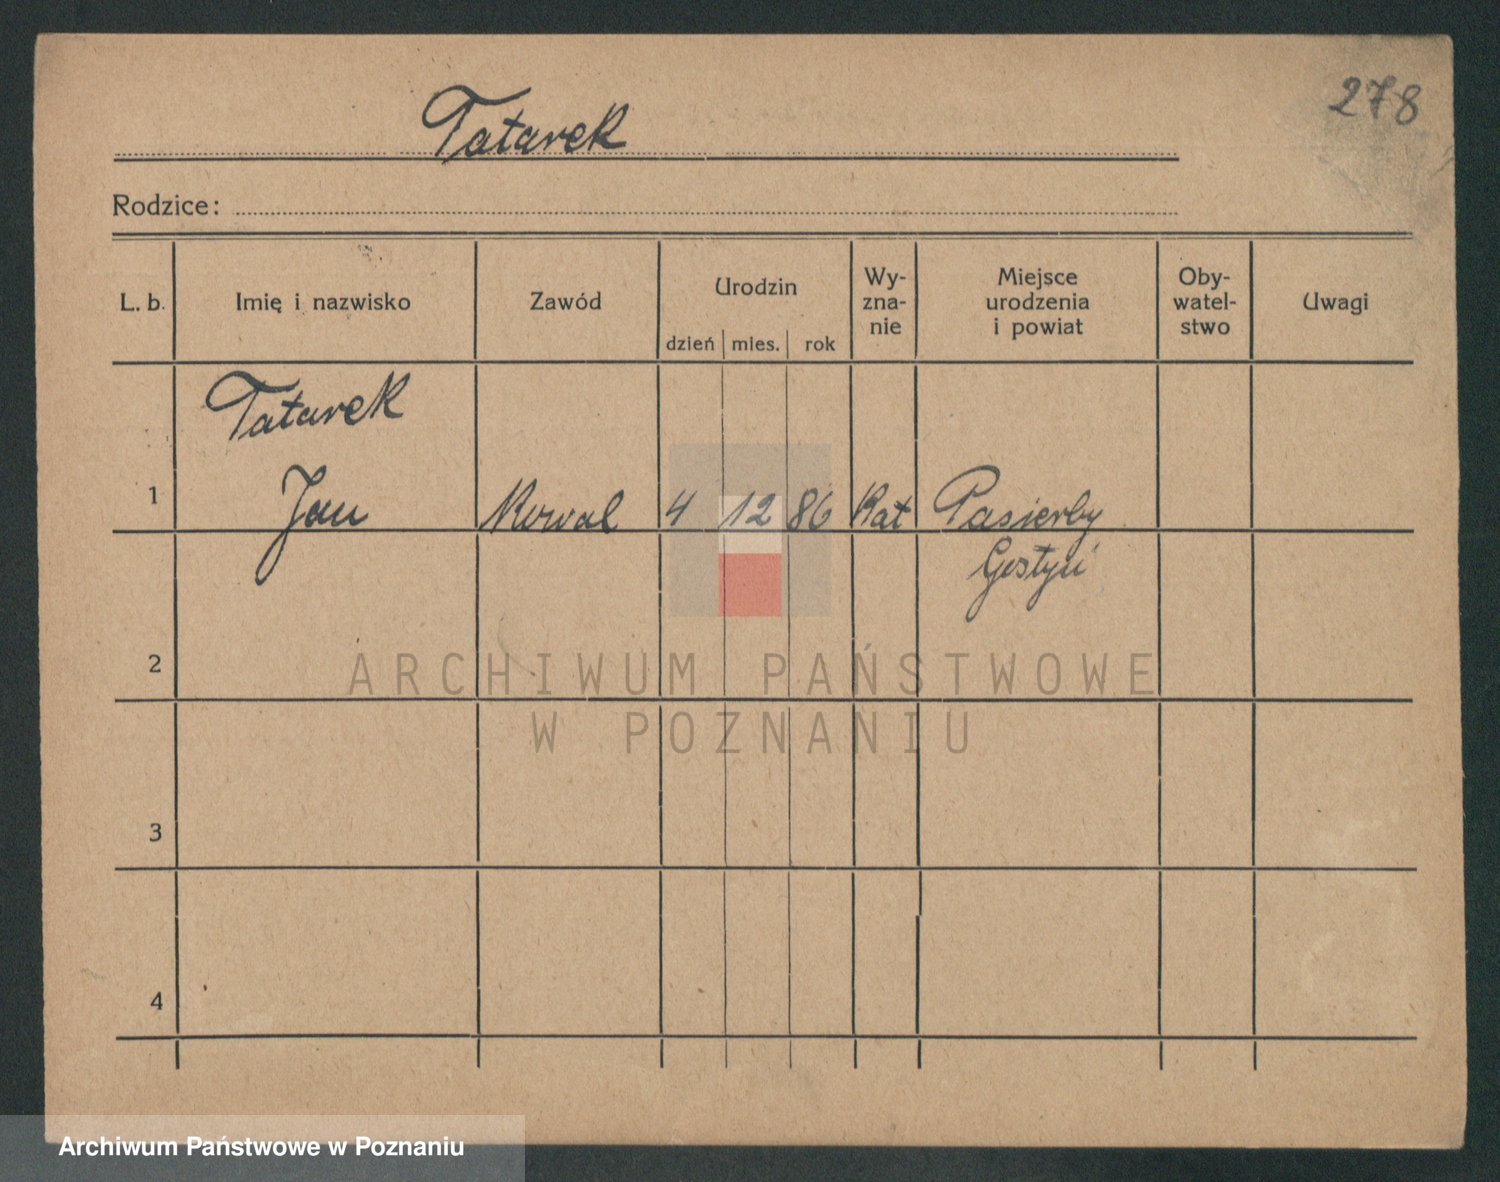 278
Tatarek
Rodzice:
L. b.
Imię i nazwisko
Zawód
Urodzin
dzień
mies.
rok
Wy-
zna-
nie
Miejsce
urodzenia
i powiat
Oby-
watel-
stwo
Uwagi
Tatarek
1 Jan Kowal 4 12 86 Kat Pasierby
Gostyń
2
ARCHIWUM PAŃSTWOWE
W POZNANIU
3
4
Archiwum Państwowe w Poznaniu